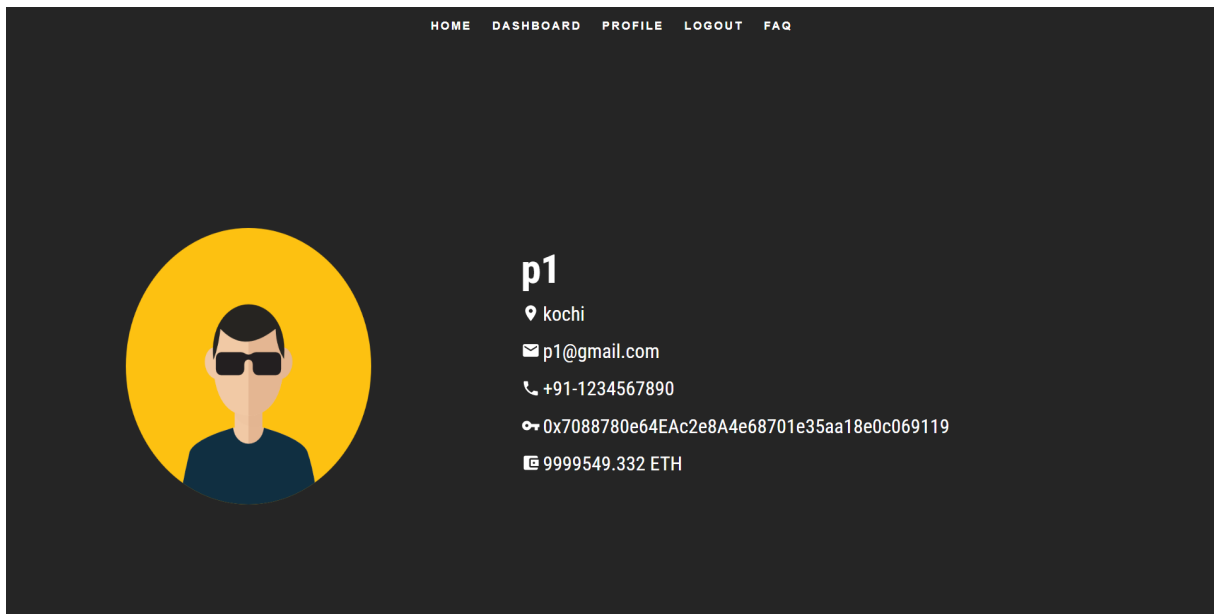 HOME DASHBOARD PROFILE LOGOUT FAQ
p1
kochi
p1@gmail.com
+91-1234567890
0x7088780e64EAc2e8A4e68701e35aa18e0c069119
9999549.332 ETH